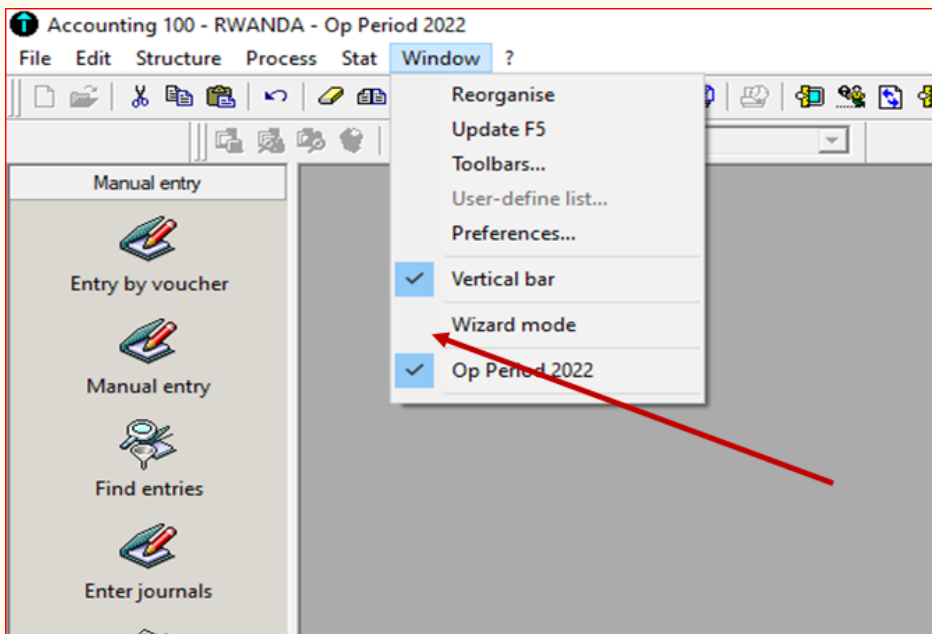 Accounting 100 - RWANDA - Op Period 2022
File Edit Structure Process Stat Window ?
Reorganise
Update F5
Toolbars...
User-define list...
Preferences...
Vertical bar
Wizard mode
Op Period 2022
Manual entry
Entry by voucher
Manual entry
Find entries
Enter journals